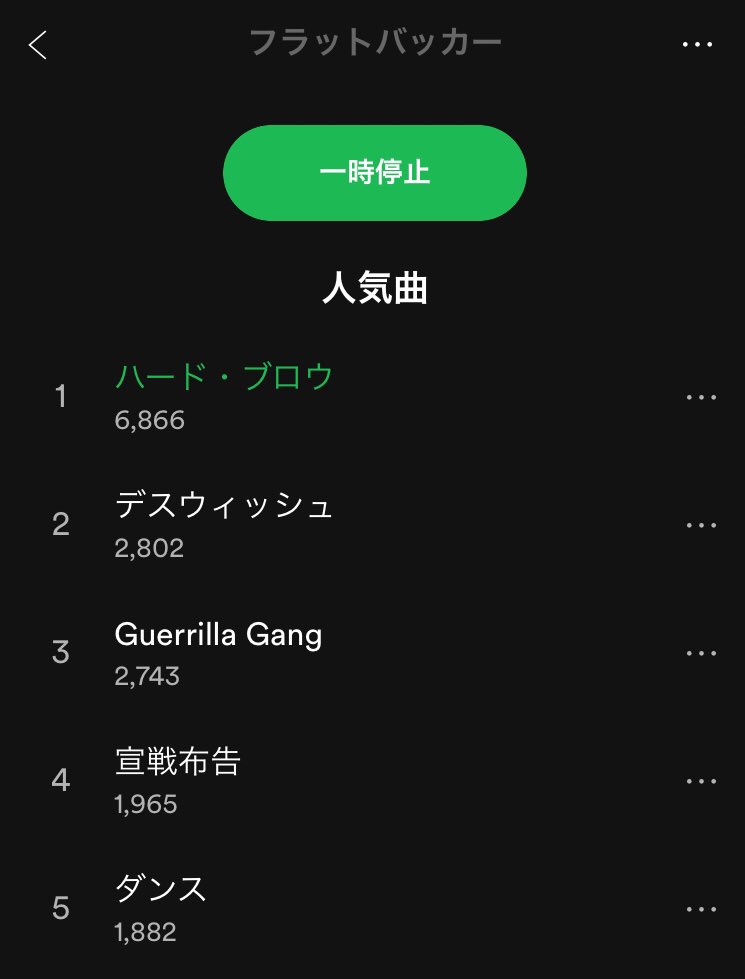 フラットバッカー
一時停止
人気曲
1
ハード・ブロウ
6,866
2
デスウィッシュ
2,802
3
Guerrilla Gang
2,743
4
宣戦布告
1,965
5
ダンス
1,882